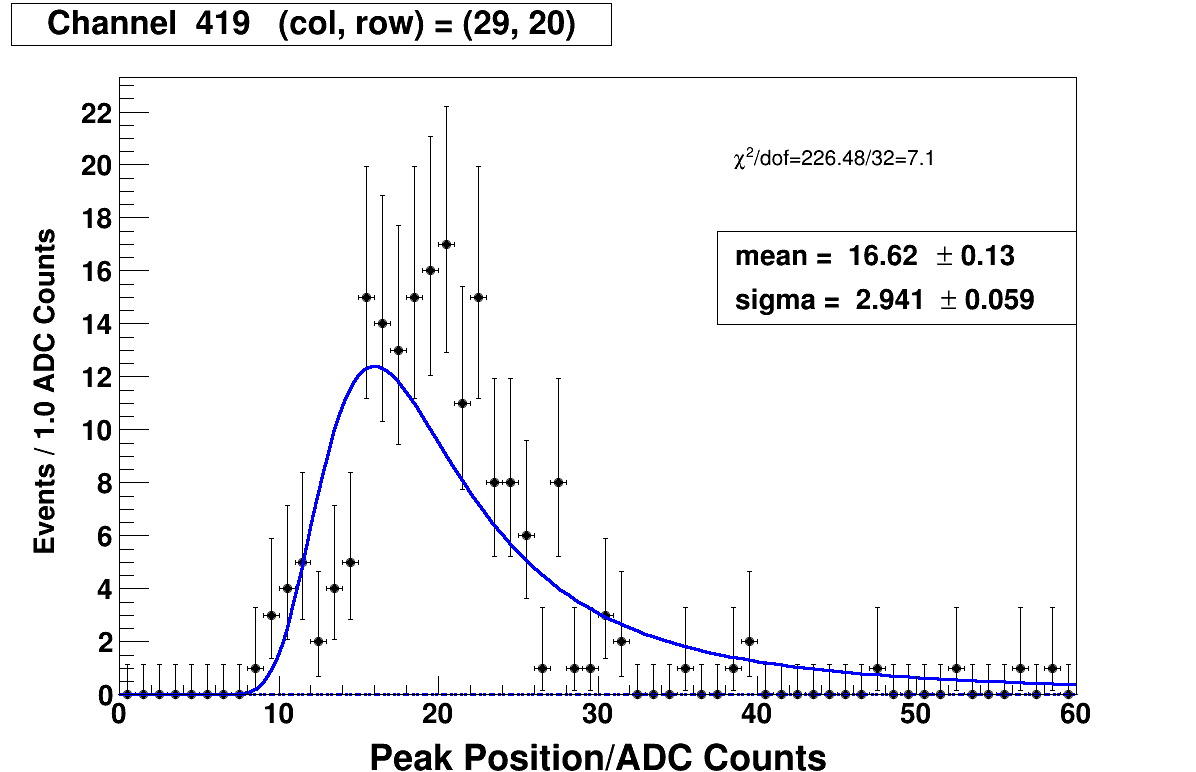 Channel 419 (col, row) = (29, 20)
22
20
18
16
14
12
10
8
6
4
2
0
Events / 1.0 ADC Counts
χ²/dof=226.48/32=7.1
mean = 16.62 ± 0.13
sigma = 2.941 ± 0.059
0 10 20 30 40 50 60
Peak Position/ADC Counts